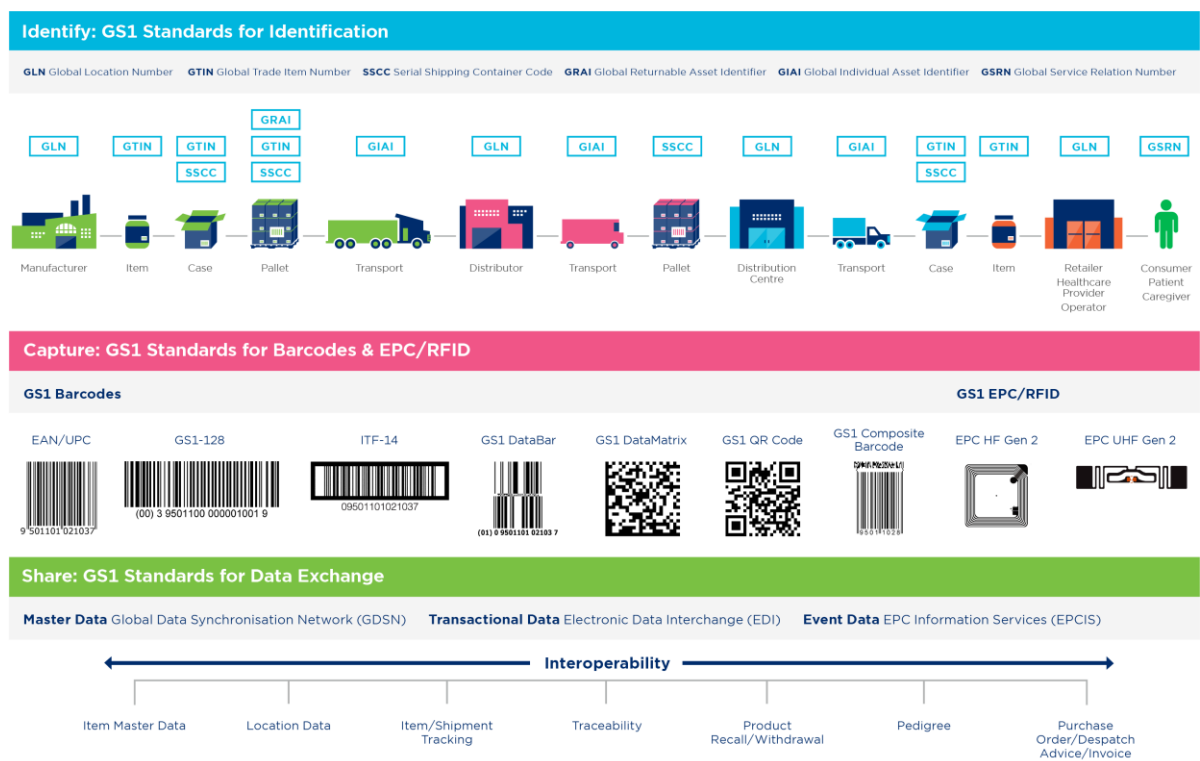 Identify: GS1 Standards for Identification
GLN Global Location Number GTIN Global Trade Item Number SSCC Serial Shipping Container Code GRAI Global Returnable Asset Identifier GIAI Global Individual Asset Identifier GSRN Global Service Relation Number
GRAI
GLN GTIN GTIN GTIN GIAI GLN GIAI SSCC GLN GIAI GTIN GTIN GLN GSRN
SSCC SSCC SSCC
Manufacturer Item Case Pallet Transport Distributor Transport Pallet Distribution Transport Case Item Retailer Consumer
Centre Healthcare Patient
Provider Caregiver
Operator
Capture: GS1 Standards for Barcodes & EPC/RFID
GS1 Barcodes GS1 EPC/RFID
EAN/UPC GS1-128 ITF-14 GS1 DataBar GS1 DataMatrix GS1 QR Code GS1 Composite EPC HF Gen 2 EPC UHF Gen 2
Barcode
9 501101 021037 (00) 3 9501100 000001001 9 09501101021037 (01) 0 9501101 02103 7
Share: GS1 Standards for Data Exchange
Master Data Global Data Synchronisation Network (GDSN) Transactional Data Electronic Data Interchange (EDI) Event Data EPC Information Services (EPCIS)
Interoperability
Item Master Data Location Data Item/Shipment Traceability Product Pedigree Purchase
Tracking Recall/Withdrawal Order/Despatch
Advice/Invoice